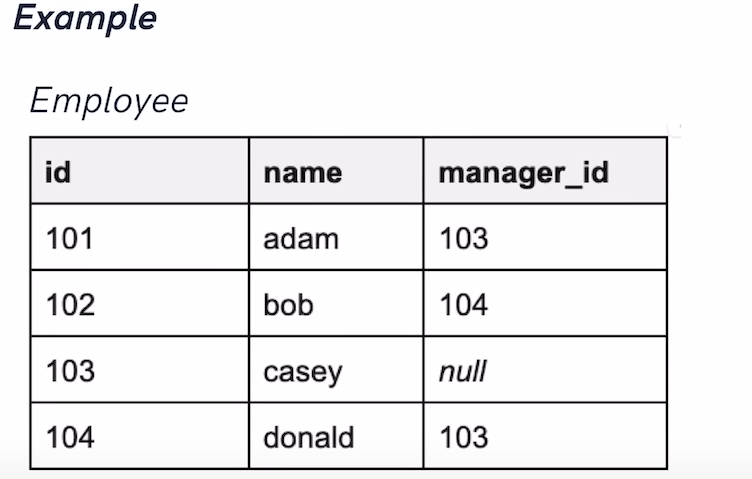 Example
Employee
id name manager_id
101 adam 103
102 bob 104
103 casey null
104 donald 103